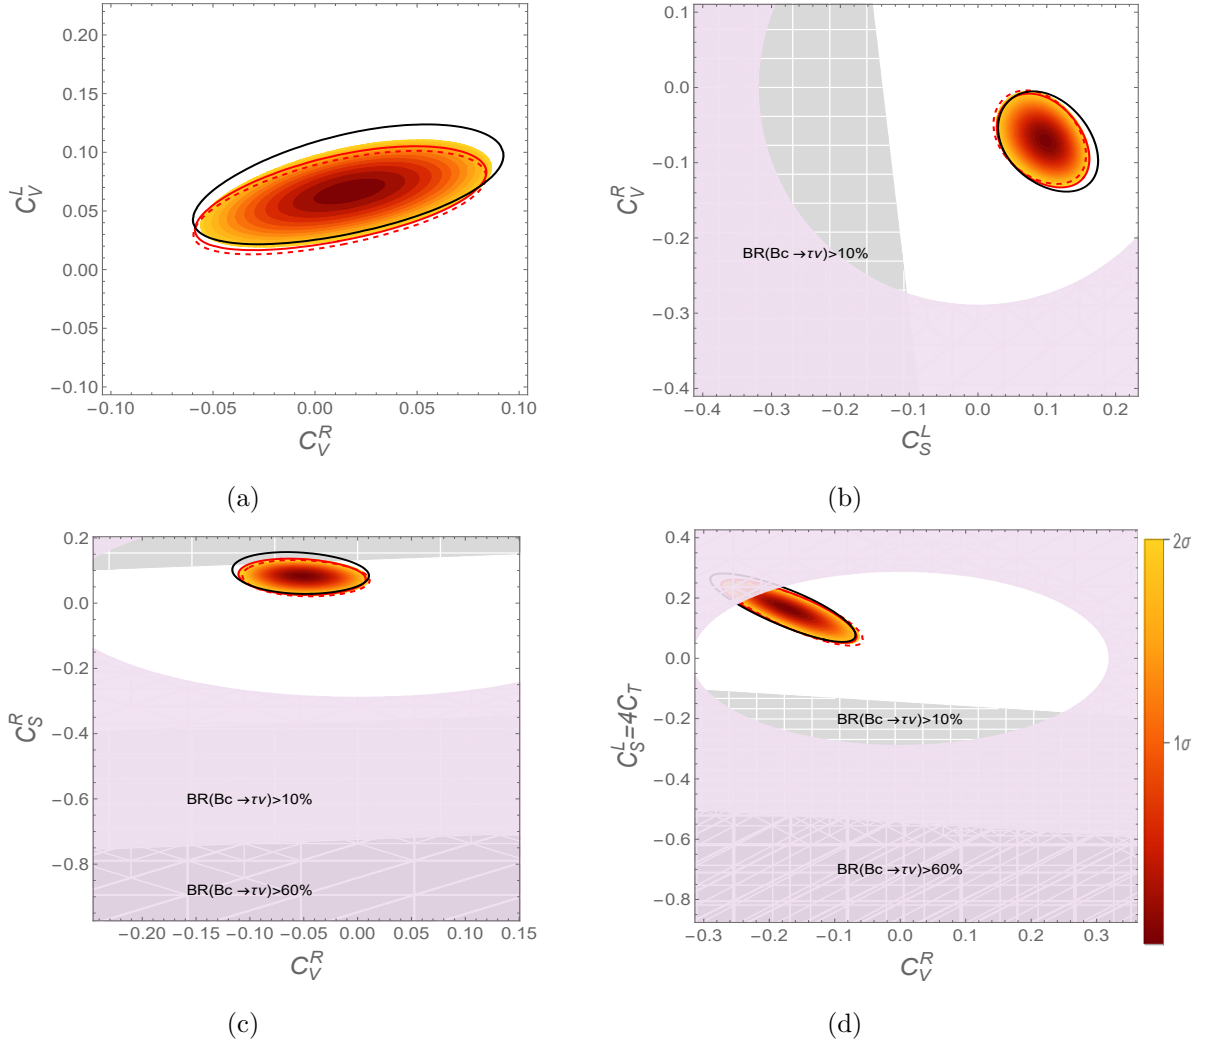 0.20
0.15
0.10
0.05
0.00
−0.05
−0.10
C_V^L
−0.10 −0.05 0.00 0.05 0.10
C_V^R
(a)
0.1
0.0
−0.1
−0.2
−0.3
−0.4
C_V^R
BR(Bc→τν)>10%
−0.4 −0.3 −0.2 −0.1 0.0 0.1 0.2
C_S^L
(b)
0.2
0.0
−0.2
−0.4
−0.6
−0.8
C_S^R
BR(Bc→τν)>10%
BR(Bc→τν)>60%
−0.20 −0.15 −0.10 −0.05 0.00 0.05 0.10 0.15
C_V^R
(c)
0.4
0.2
0.0
−0.2
−0.4
−0.6
−0.8
C_S^L=4C_T
BR(Bc→τν)>10%
BR(Bc→τν)>60%
−0.3 −0.2 −0.1 0.0 0.1 0.2 0.3
C_V^R
2σ
1σ
(d)